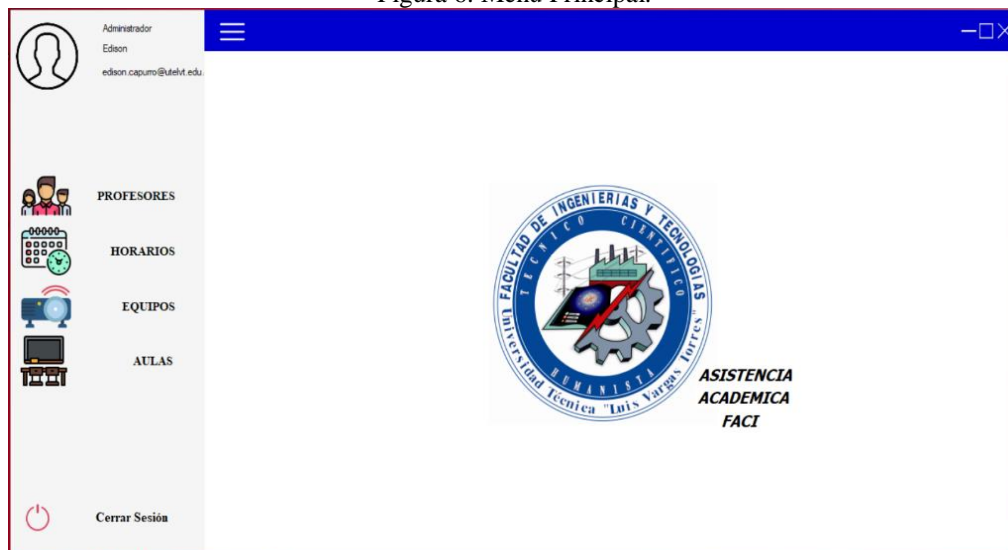 Figura 6. Menú Principal.
Administrador
Edison
edison.capurro@utelvt.edu.
PROFESORES
HORARIOS
EQUIPOS
AULAS
Cerrar Sesión
FACULTAD DE INGENIERIAS Y TECNOLOGIAS
TECNICO CIENTIFICO
HUMANISTA
Universidad Técnica "Luis Vargas Torres"
ASISTENCIA
ACADEMICA
FACI